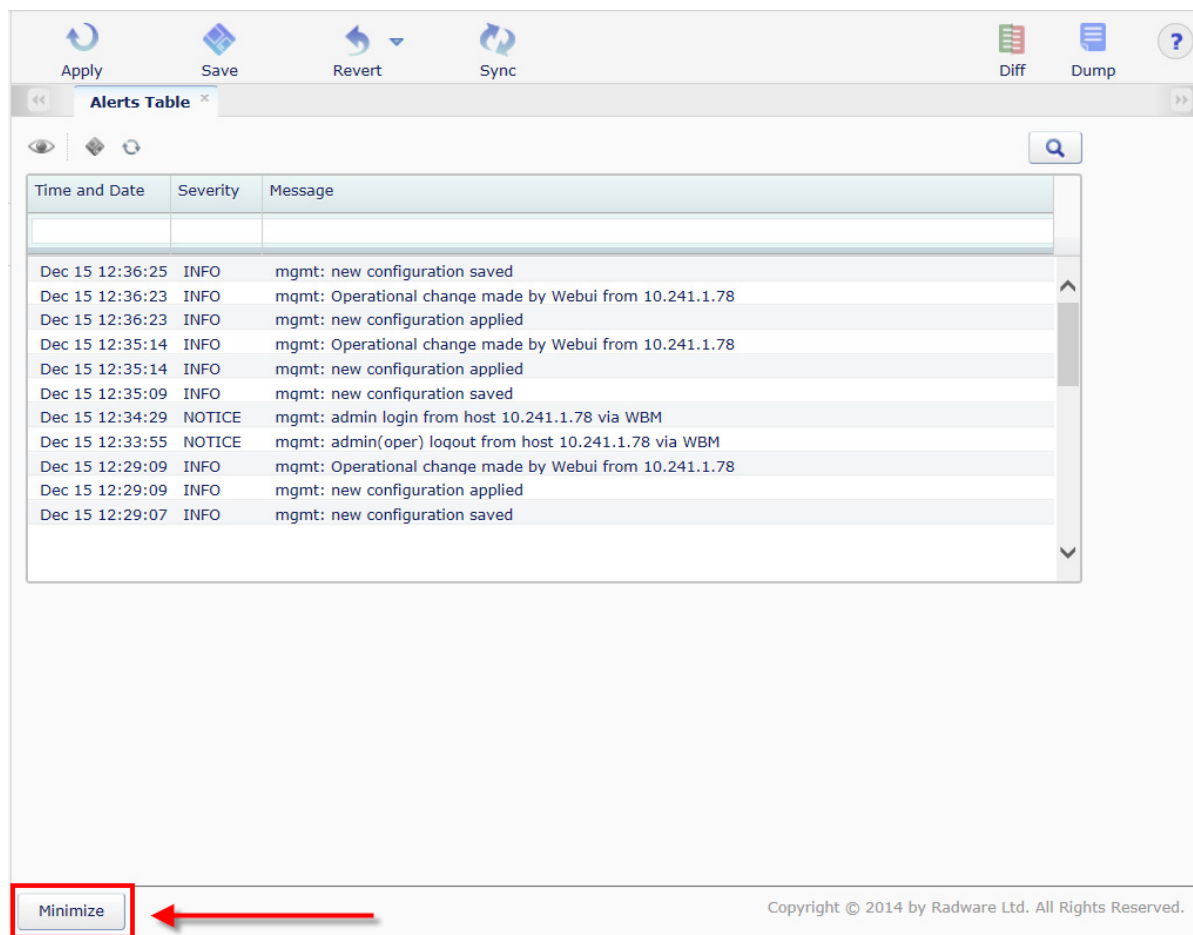 Apply Save Revert Sync Diff Dump ?
Alerts Table
Time and Date Severity Message
Dec 15 12:36:25 INFO mgmt: new configuration saved
Dec 15 12:36:23 INFO mgmt: Operational change made by Webui from 10.241.1.78
Dec 15 12:36:23 INFO mgmt: new configuration applied
Dec 15 12:35:14 INFO mgmt: Operational change made by Webui from 10.241.1.78
Dec 15 12:35:14 INFO mgmt: new configuration applied
Dec 15 12:35:09 INFO mgmt: new configuration saved
Dec 15 12:34:29 NOTICE mgmt: admin login from host 10.241.1.78 via WBM
Dec 15 12:33:55 NOTICE mgmt: admin(oper) logout from host 10.241.1.78 via WBM
Dec 15 12:29:09 INFO mgmt: Operational change made by Webui from 10.241.1.78
Dec 15 12:29:09 INFO mgmt: new configuration applied
Dec 15 12:29:07 INFO mgmt: new configuration saved
Minimize Copyright © 2014 by Radware Ltd. All Rights Reserved.